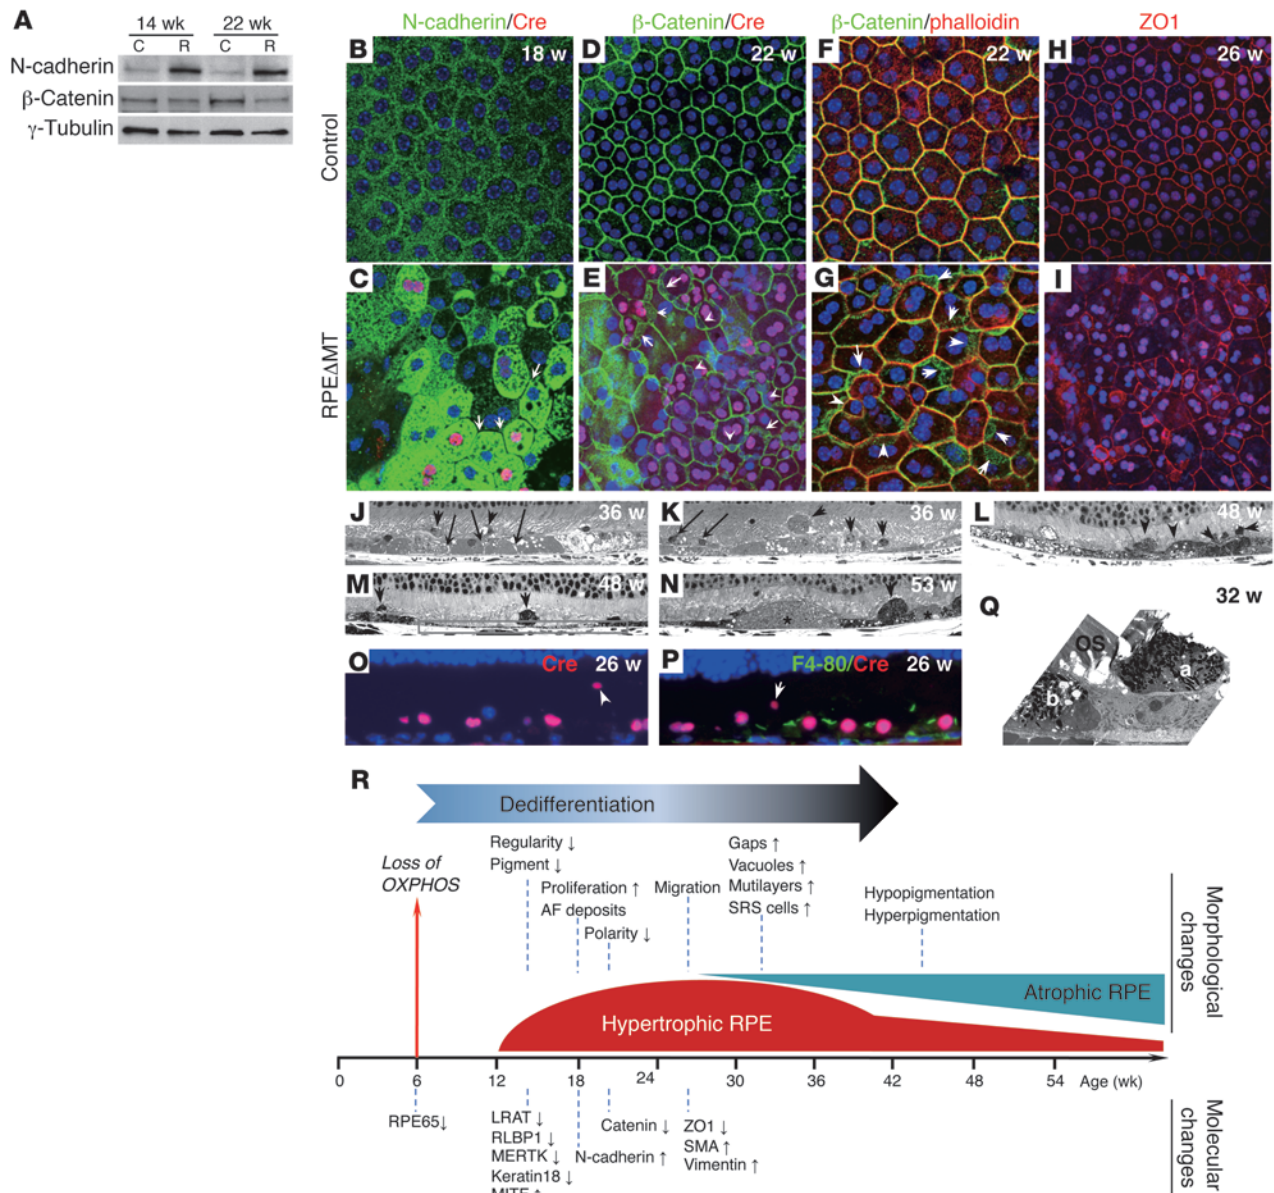 A
14 wk 22 wk
C R C R
N-cadherin
β-Catenin
γ-Tubulin
N-cadherin/Cre
β-Catenin/Cre
β-Catenin/phalloidin
ZO1
Control
RPEΔMT
B 18 w
D 22 w
F 22 w
H 26 w
C
E
G
I
J 36 w
K 36 w
L 48 w
M 48 w
N 53 w
* *
Q 32 w
OS
a
b
O Cre 26 w
P F4-80/Cre 26 w
R
Dedifferentiation
Loss of
OXPHOS
Regularity ↓
Pigment ↓
Proliferation ↑
AF deposits
Polarity ↓
Migration
Gaps ↑
Vacuoles ↑
Mutilayers ↑
SRS cells ↑
Hypopigmentation
Hyperpigmentation
Morphological
changes
Atrophic RPE
Hypertrophic RPE
0 6 12 18 24 30 36 42 48 54 Age (wk)
RPE65↓
LRAT ↓
RLBP1 ↓
MERTK ↓
Keratin18 ↓
MITF ↑
N-cadherin ↑
Catenin ↓
ZO1 ↓
SMA ↑
Vimentin ↑
Molecular
changes